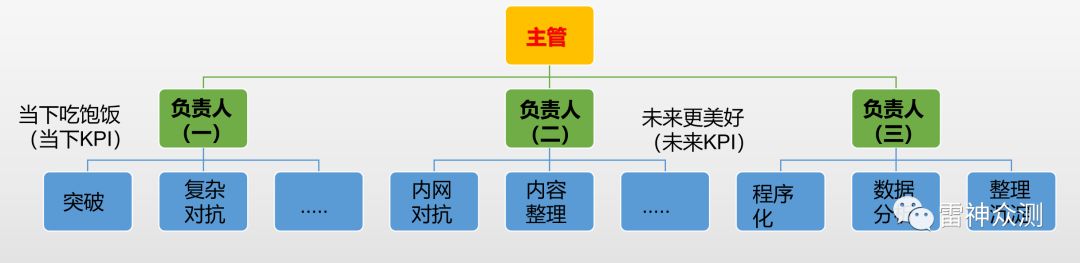 主管
当下吃饱饭
（当下KPI）
负责人
（一）
负责人
（二）
未来更美好
（未来KPI）
负责人
（三）
突破
复杂
对抗
.....
内网
对抗
内容
整理
.....
程序
化
数据
分
整理
雷神众测